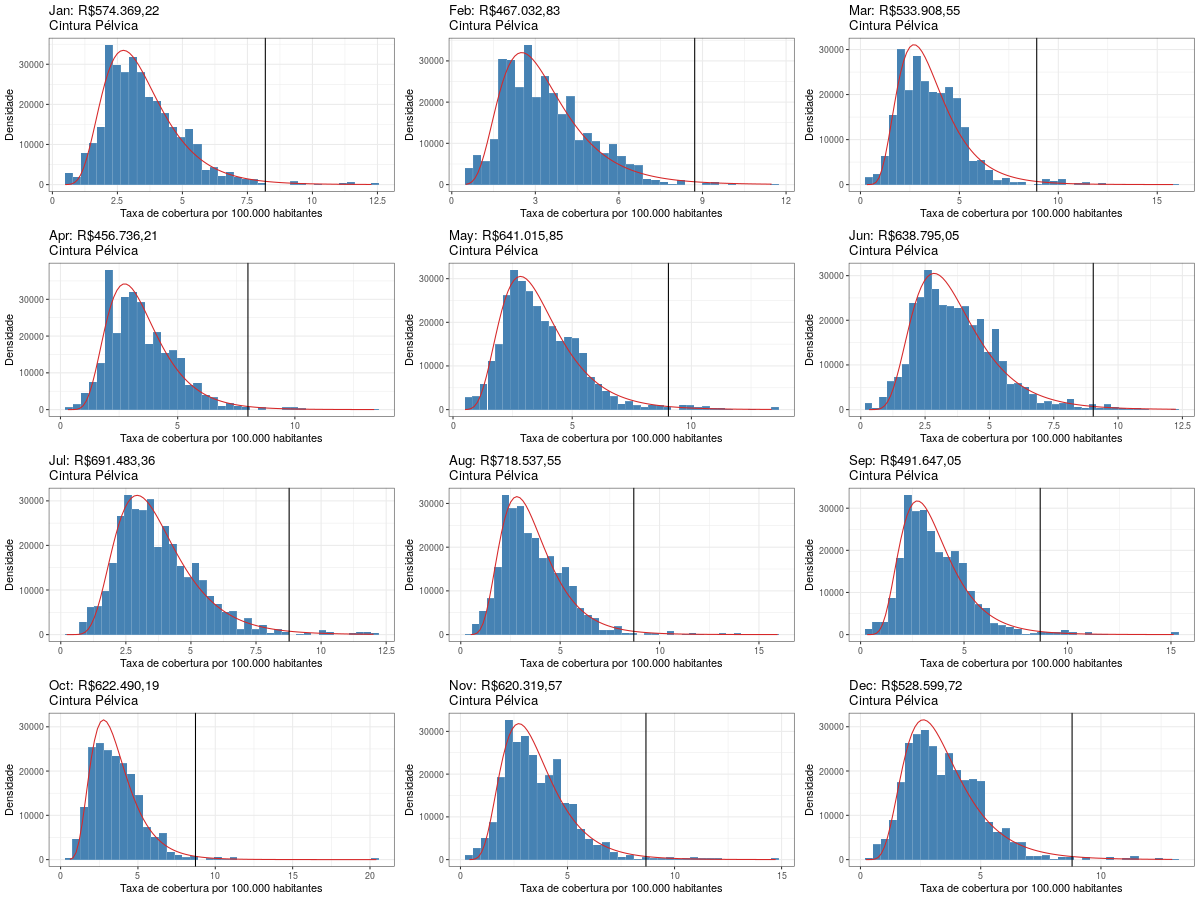 Jan: R$574.369,22
Cintura Pélvica
Densidade
30000
20000
10000
0
0
2.5
5
7.5
10
12.5
Taxa de cobertura por 100.000 habitantes
Feb: R$467.032,83
Cintura Pélvica
Densidade
30000
20000
10000
0
0
3
6
9
12
Taxa de cobertura por 100.000 habitantes
Mar: R$533.908,55
Cintura Pélvica
Densidade
30000
20000
10000
0
0
5
10
15
Taxa de cobertura por 100.000 habitantes
Apr: R$456.736,21
Cintura Pélvica
Densidade
30000
20000
10000
0
0
5
10
Taxa de cobertura por 100.000 habitantes
May: R$641.015,85
Cintura Pélvica
Densidade
30000
20000
10000
0
0
5
10
Taxa de cobertura por 100.000 habitantes
Jun: R$638.795,05
Cintura Pélvica
Densidade
30000
20000
10000
0
0
2.5
5
7.5
10
12.5
Taxa de cobertura por 100.000 habitantes
Jul: R$691.483,36
Cintura Pélvica
Densidade
30000
20000
10000
0
0
2.5
5
7.5
10
12.5
Taxa de cobertura por 100.000 habitantes
Aug: R$718.537,55
Cintura Pélvica
Densidade
30000
20000
10000
0
0
5
10
15
Taxa de cobertura por 100.000 habitantes
Sep: R$491.647,05
Cintura Pélvica
Densidade
30000
20000
10000
0
0
5
10
15
Taxa de cobertura por 100.000 habitantes
Oct: R$622.490,19
Cintura Pélvica
Densidade
30000
20000
10000
0
0
5
10
15
20
Taxa de cobertura por 100.000 habitantes
Nov: R$620.319,57
Cintura Pélvica
Densidade
30000
20000
10000
0
0
5
10
15
Taxa de cobertura por 100.000 habitantes
Dec: R$528.599,72
Cintura Pélvica
Densidade
30000
20000
10000
0
0
5
10
Taxa de cobertura por 100.000 habitantes